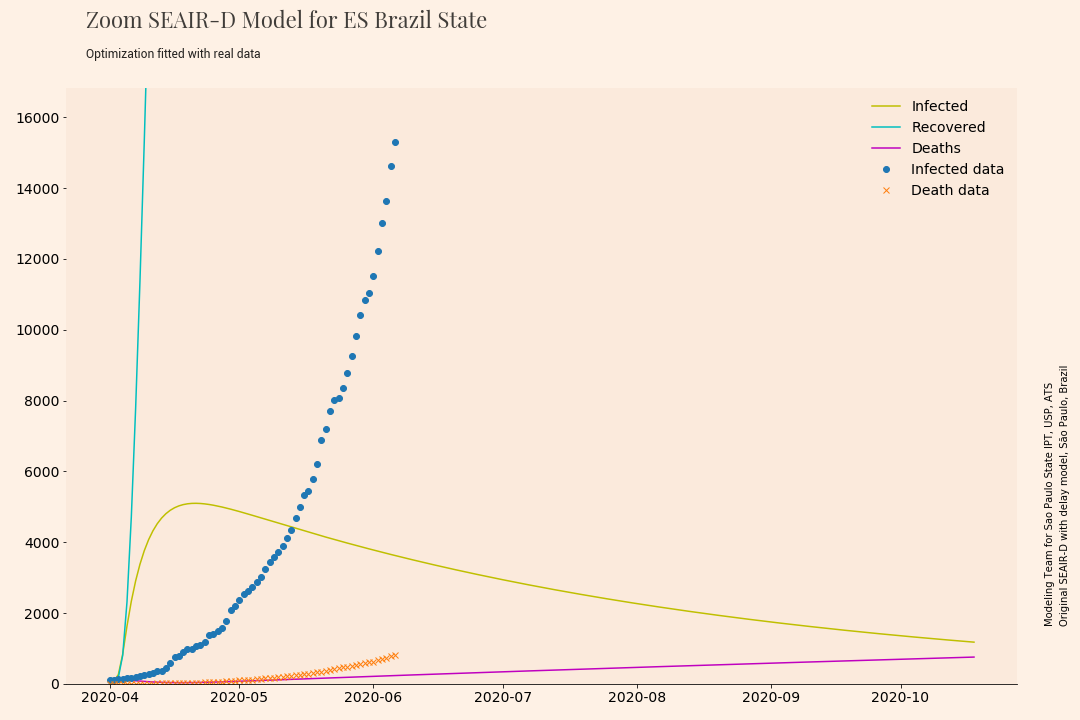 Zoom SEAIR-D Model for ES Brazil State
Optimization fitted with real data
Infected
Recovered
Deaths
Infected data
Death data
16000
14000
12000
10000
8000
6000
4000
2000
0
2020-04
2020-05
2020-06
2020-07
2020-08
2020-09
2020-10
Modeling Team for Sao Paulo State IPT, USP, ATS
Original SEAIR-D with delay model, São Paulo, Brazil